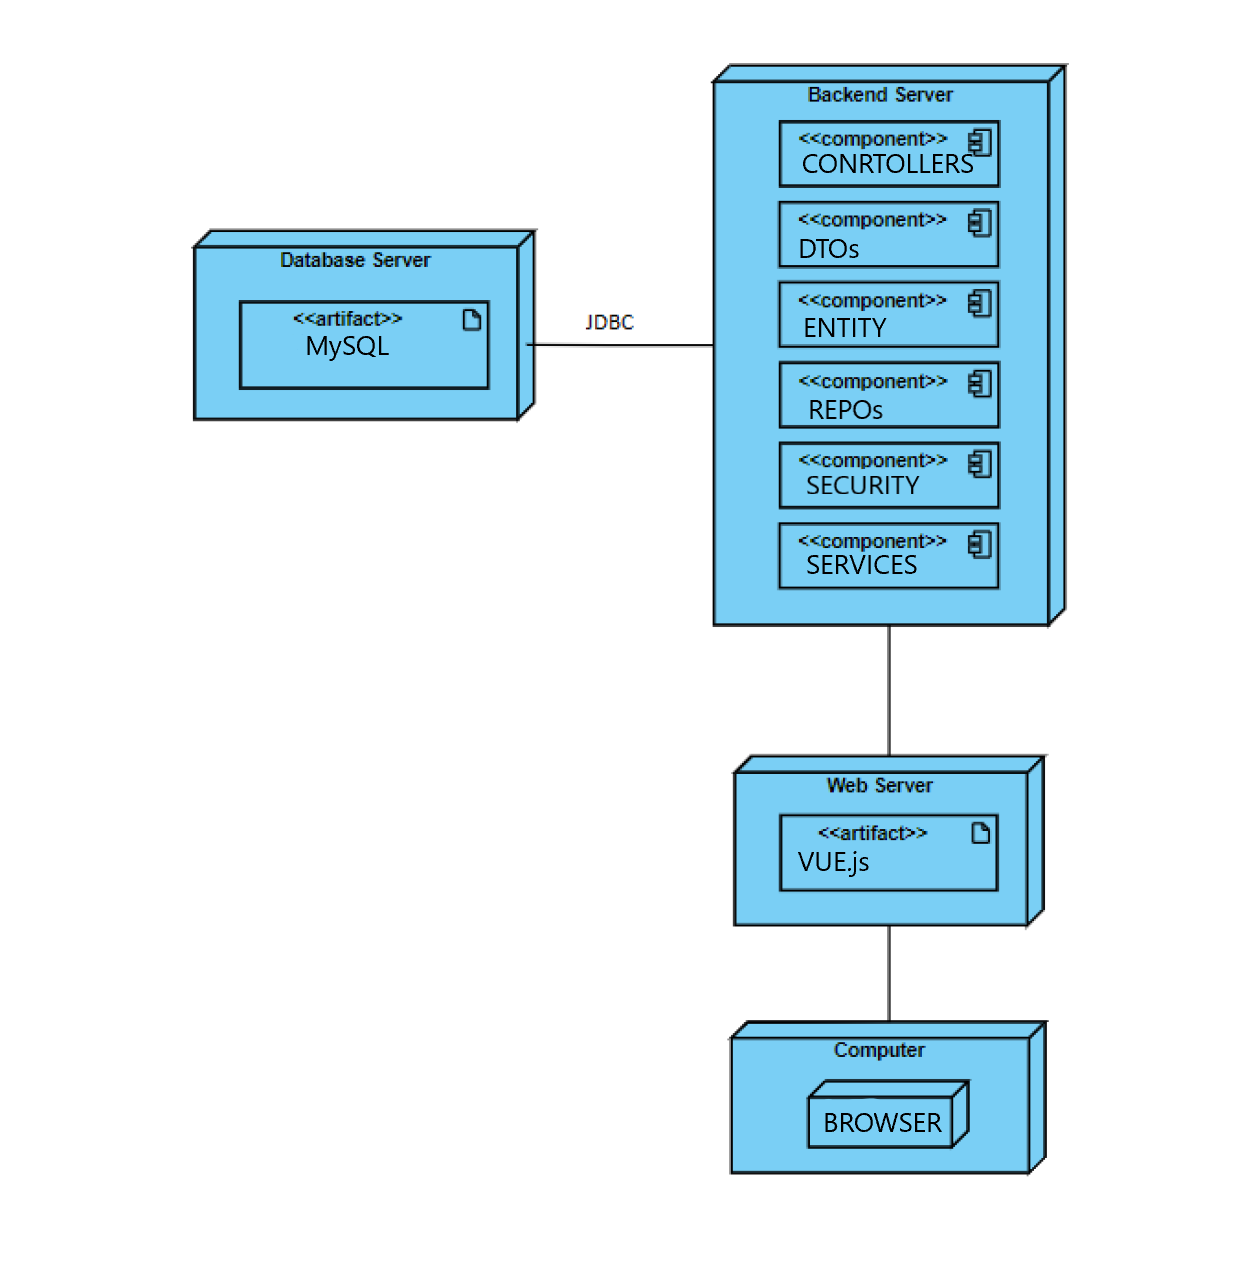 Backend Server
<<component>>
CONRTOLLERS
<<component>>
DTOs
<<component>>
ENTITY
<<component>>
REPOs
<<component>>
SECURITY
<<component>>
SERVICES
Database Server
<<artifact>>
MySQL
JDBC
Web Server
<<artifact>>
VUE.js
Computer
BROWSER